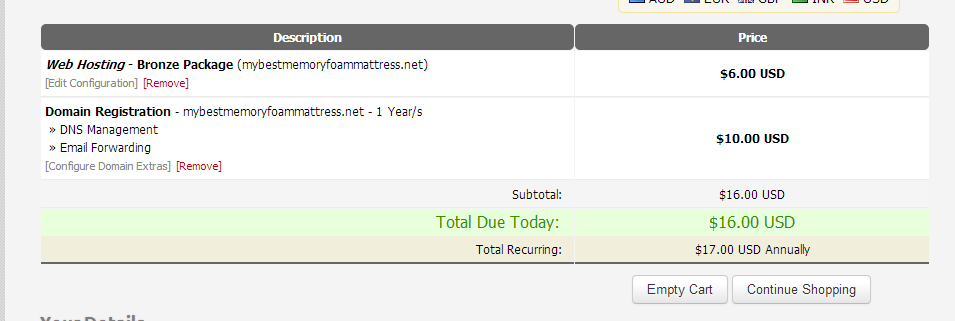 AUD EUR GBP INR USD
Description Price
Web Hosting - Bronze Package (mybestmemoryfoammattress.net) $6.00 USD
[Edit Configuration] [Remove]
Domain Registration - mybestmemoryfoammattress.net - 1 Year/s
» DNS Management $10.00 USD
» Email Forwarding
[Configure Domain Extras] [Remove]
Subtotal: $16.00 USD
Total Due Today: $16.00 USD
Total Recurring: $17.00 USD Annually
Empty Cart Continue Shopping
Your Details